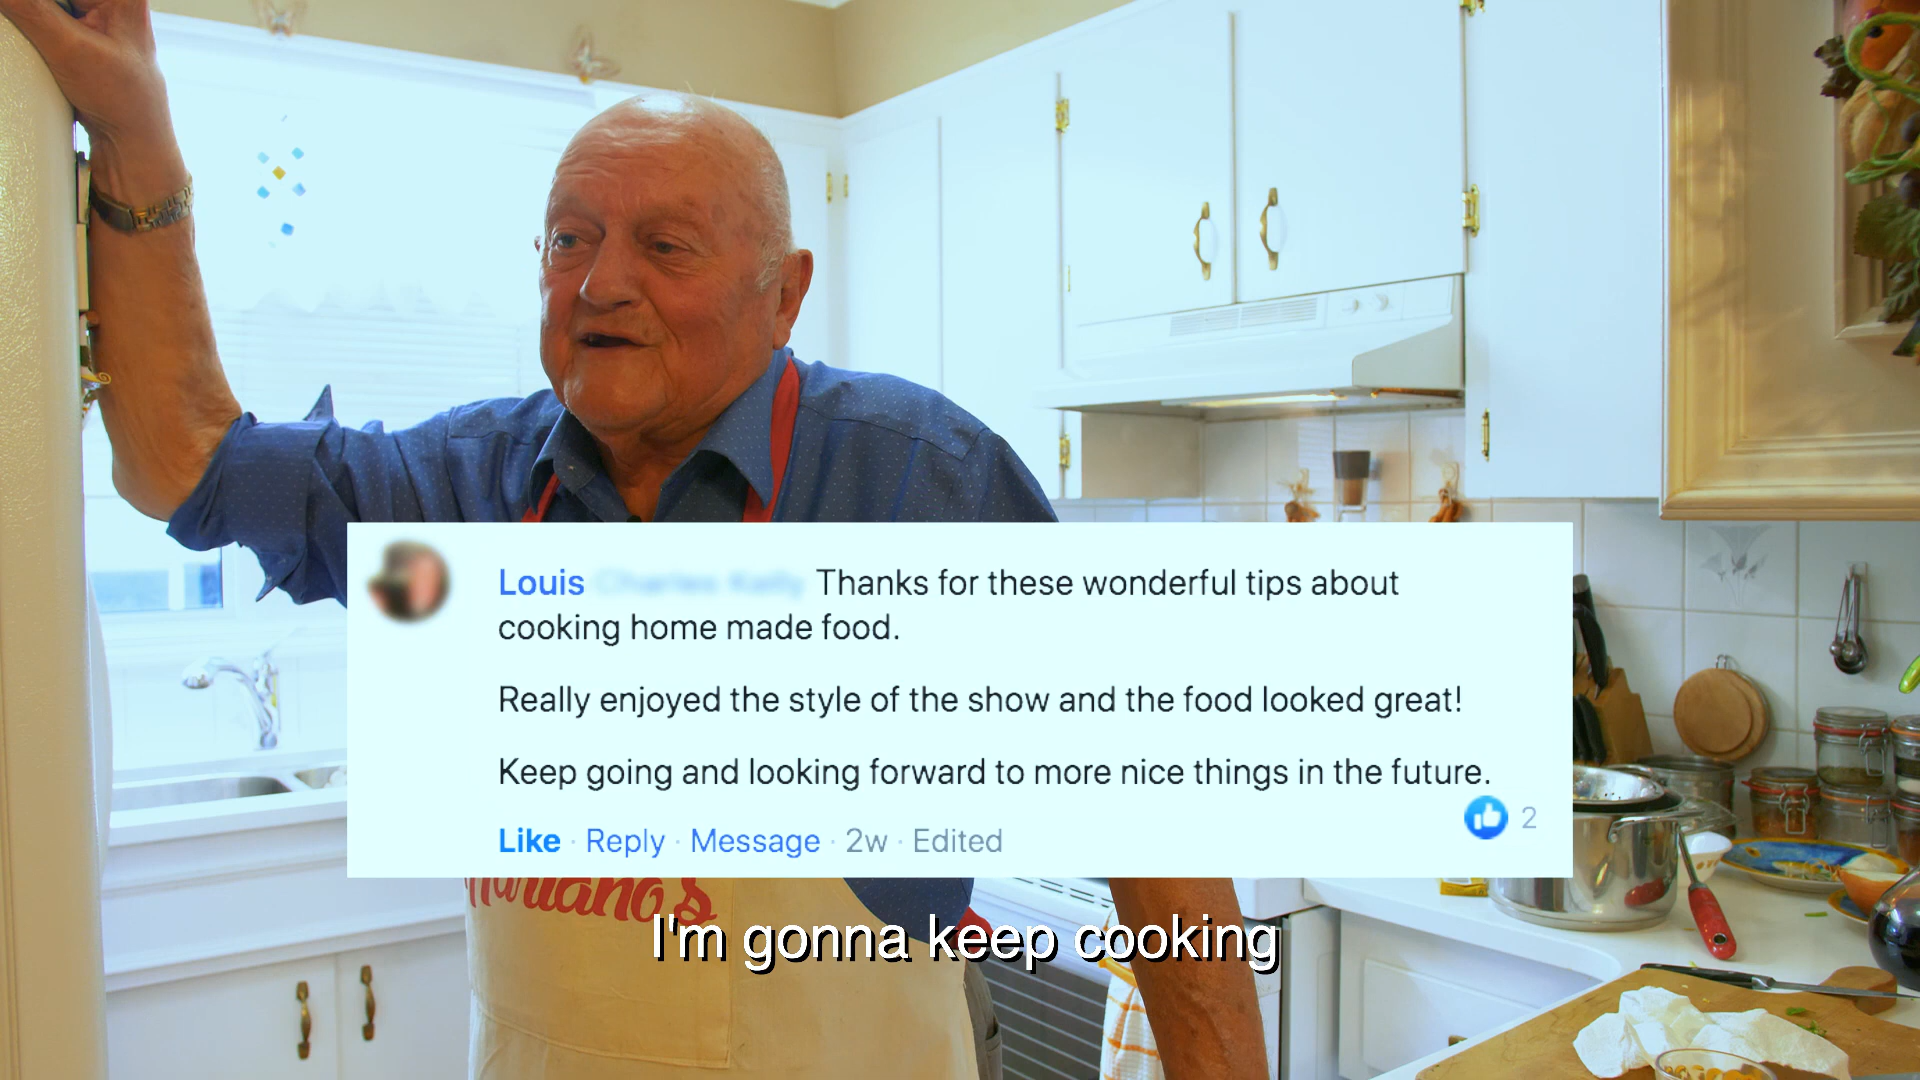 Louis Thanks for these wonderful tips about
cooking home made food.
Really enjoyed the style of the show and the food looked great!
Keep going and looking forward to more nice things in the future.
2
Like · Reply · Message · 2w · Edited
Mariano's
I'm gonna keep cooking